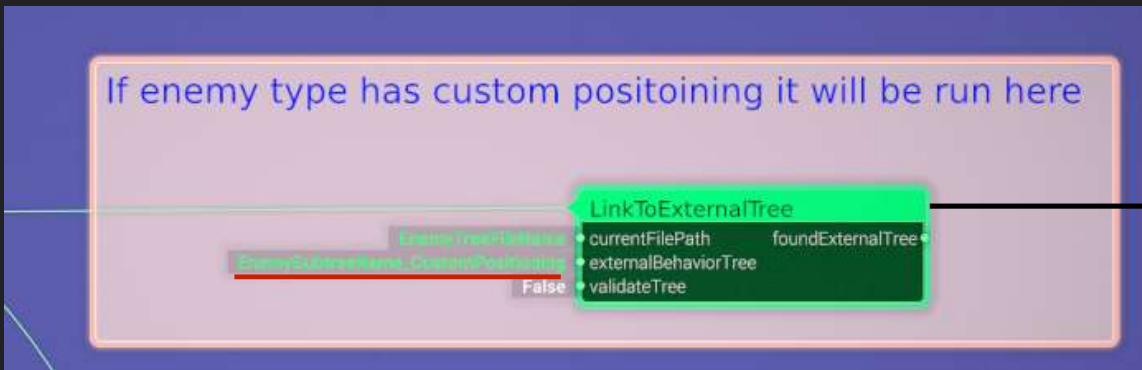 If enemy type has custom positoining it will be run here
LinkToExternalTree
EnemyTreeFileName currentFilePath foundExternalTree
EnemySubtreeName_CustomPositioning externalBehaviorTree
False validateTree